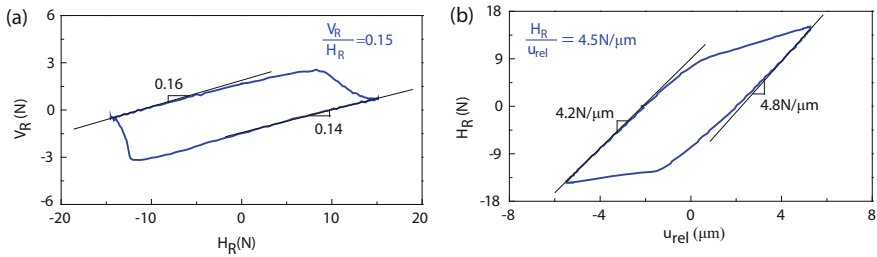 (a)
V_R (N)
6
3
0
-3
-6
V_R
H_R
=0.15
0.16
0.14
-20
-10
0
10
20
H_R(N)
(b)
H_R (N)
18
9
0
-9
-18
H_R
u_rel
= 4.5N/μm
4.2N/μm
4.8N/μm
-8
-4
0
4
8
u_rel (μm)